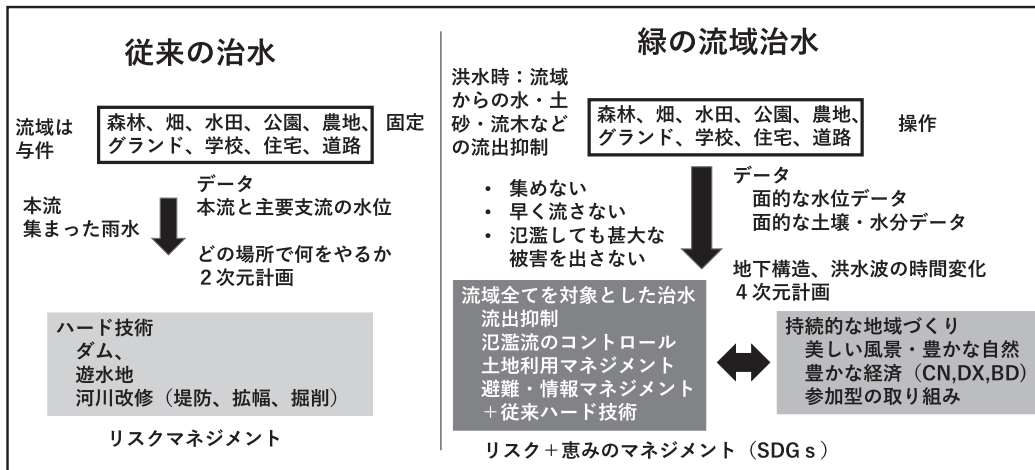 従来の治水
流域は
与件
森林、畑、水田、公園、農地、
グランド、学校、住宅、道路
固定
本流
集まった雨水
データ
本流と主要支流の水位
どの場所で何をやるか
２次元計画
ハード技術
ダム、
遊水地
河川改修（堤防、拡幅、掘削）
リスクマネジメント
緑の流域治水
洪水時：流域
からの水・土
砂・流木など
の流出抑制
森林、畑、水田、公園、農地、
グランド、学校、住宅、道路
操作
・ 集めない
・ 早く流さない
・ 氾濫しても甚大な
被害を出さない
データ
面的な水位データ
面的な土壌・水分データ
地下構造、洪水波の時間変化
４次元計画
流域全てを対象とした治水
流出抑制
氾濫流のコントロール
土地利用マネジメント
避難・情報マネジメント
＋従来ハード技術
持続的な地域づくり
美しい風景・豊かな自然
豊かな経済（CN,DX,BD）
参加型の取り組み
リスク＋恵みのマネジメント（SDGｓ）